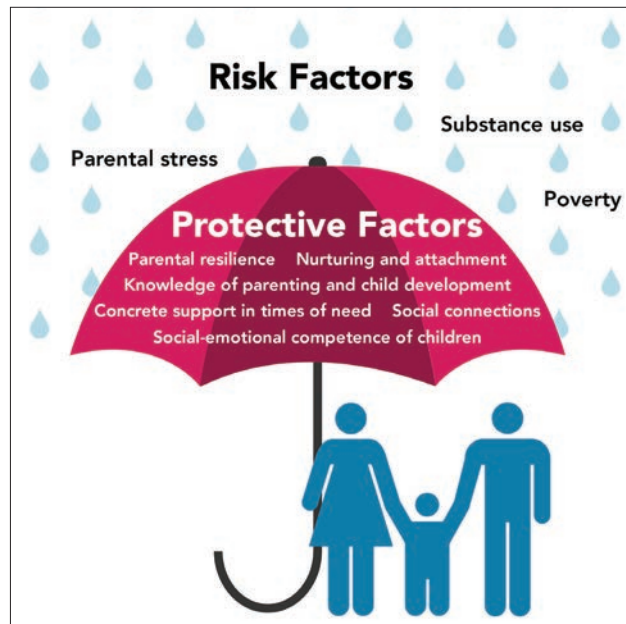 Risk Factors
Substance use
Parental stress
Poverty
Protective Factors
Parental resilience Nurturing and attachment
Knowledge of parenting and child development
Concrete support in times of need Social connections
Social-emotional competence of children